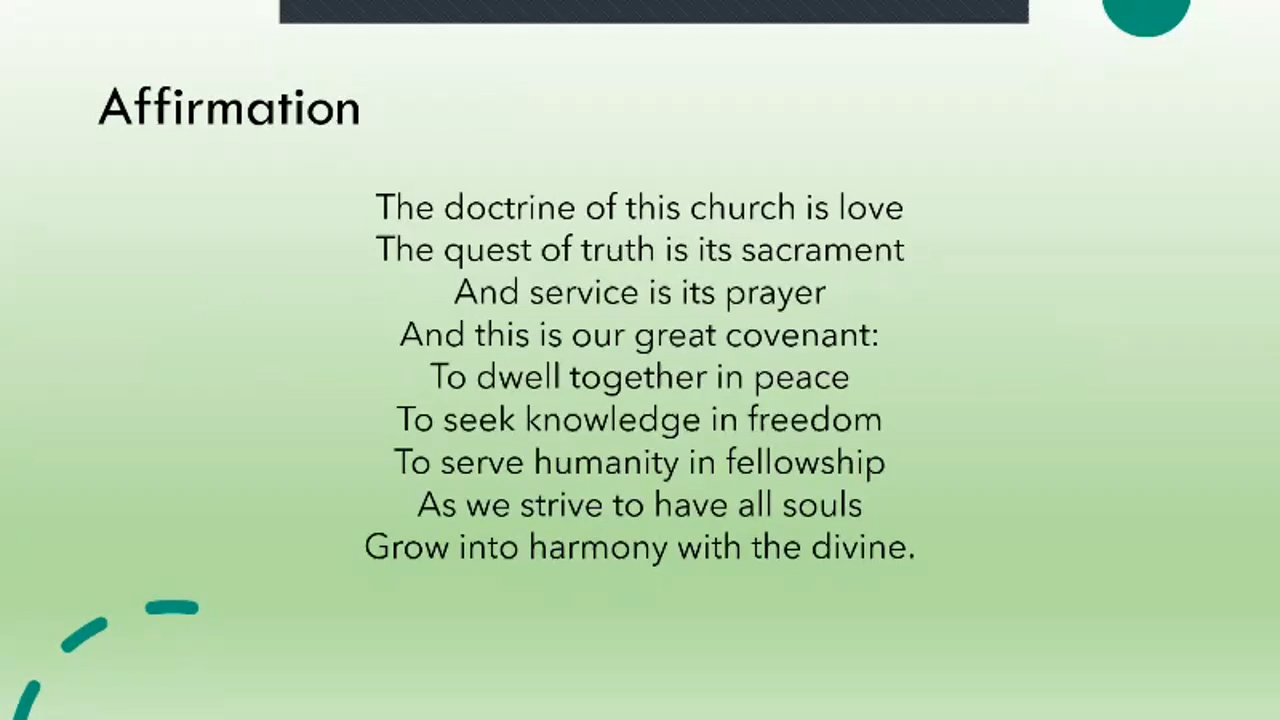 Affirmation
The doctrine of this church is love
The quest of truth is its sacrament
And service is its prayer
And this is our great covenant:
To dwell together in peace
To seek knowledge in freedom
To serve humanity in fellowship
As we strive to have all souls
Grow into harmony with the divine.